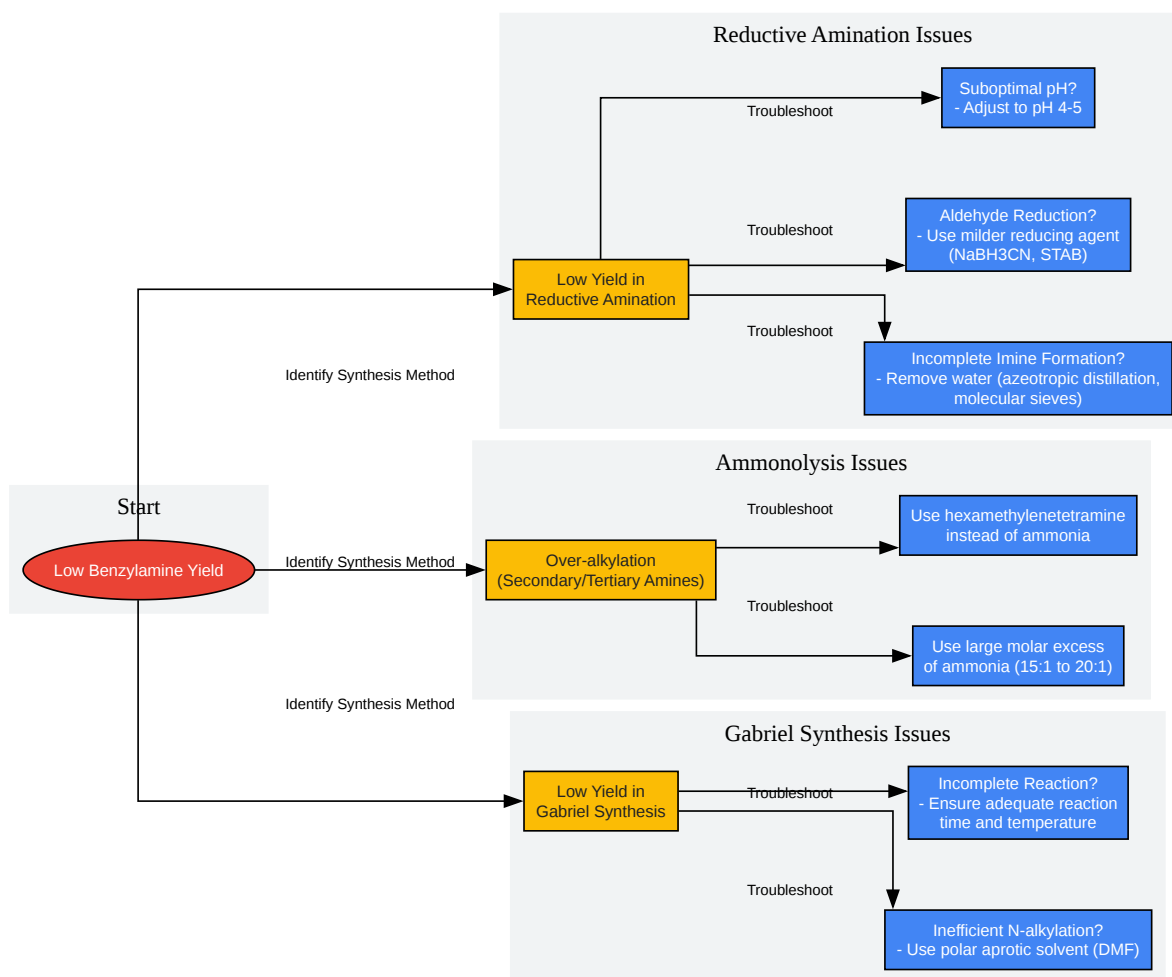 Reductive Amination Issues
Suboptimal pH?
- Adjust to pH 4-5
Troubleshoot
Aldehyde Reduction?
- Use milder reducing agent
(NaBH3CN, STAB)
Troubleshoot
Low Yield in
Reductive Amination
Troubleshoot
Incomplete Imine Formation?
- Remove water (azeotropic distillation,
molecular sieves)
Identify Synthesis Method
Ammonolysis Issues
Start
Low Benzylamine Yield
Identify Synthesis Method
Troubleshoot
Use hexamethylenetetramine
instead of ammonia
Over-alkylation
(Secondary/Tertiary Amines)
Troubleshoot
Use large molar excess
of ammonia (15:1 to 20:1)
Identify Synthesis Method
Gabriel Synthesis Issues
Low Yield in
Gabriel Synthesis
Troubleshoot
Incomplete Reaction?
- Ensure adequate reaction
time and temperature
Troubleshoot
Inefficient N-alkylation?
- Use polar aprotic solvent (DMF)